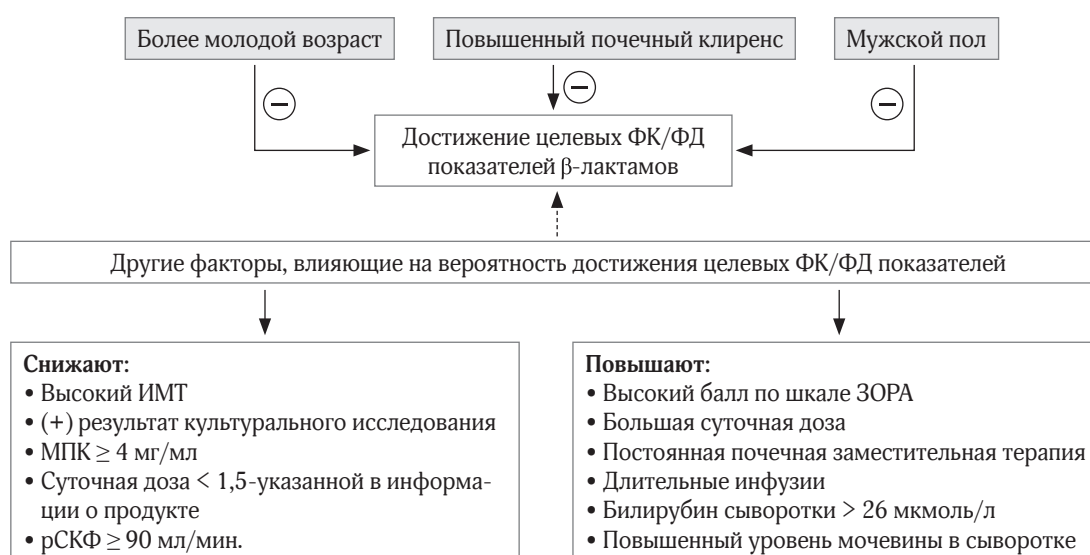 Более молодой возраст
Повышенный почечный клиренс
Мужской пол
−
−
−
Достижение целевых ФК/ФД
показателей β-лактамов
Другие факторы, влияющие на вероятность достижения целевых ФК/ФД показателей
Снижают:
• Высокий ИМТ
• (+) результат культурального исследования
• МПК ≥ 4 мг/мл
• Суточная доза < 1,5-указанной в информа-
ции о продукте
• рСКФ ≥ 90 мл/мин.
Повышают:
• Высокий балл по шкале ЗОРА
• Большая суточная доза
• Постоянная почечная заместительная терапия
• Длительные инфузии
• Билирубин сыворотки > 26 мкмоль/л
• Повышенный уровень мочевины в сыворотке